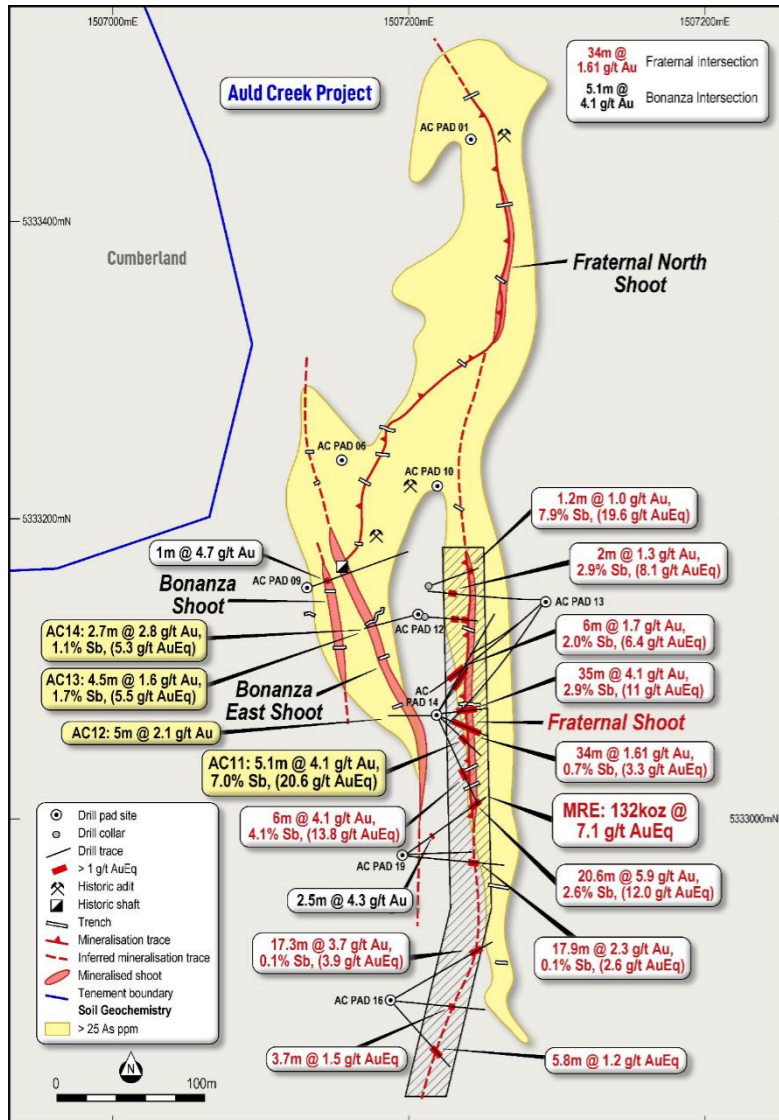 1507000mE
1507200mE
1507200mE
Auld Creek Project
34m @
1.61 g/t Au
Fraternal Intersection
5.1m @
4.1 g/t Au
Bonanza Intersection
AC PAD 01
5333400mN
Cumberland
Fraternal North
Shoot
AC PAD 06
AC PAD 10
5333200mN
1.2m @ 1.0 g/t Au,
7.9% Sb, (19.6 g/t AuEq)
1m @ 4.7 g/t Au
2m @ 1.3 g/t Au,
2.9% Sb, (8.1 g/t AuEq)
AC PAD 09
Bonanza
Shoot
AC PAD 13
AC PAD 12
AC14: 2.7m @ 2.8 g/t Au,
1.1% Sb, (5.3 g/t AuEq)
6m @ 1.7 g/t Au,
2.0% Sb, (6.4 g/t AuEq)
AC13: 4.5m @ 1.6 g/t Au,
1.7% Sb, (5.5 g/t AuEq)
35m @ 4.1 g/t Au,
2.9% Sb, (11 g/t AuEq)
Bonanza
East Shoot
AC
PAD 14
AC12: 5m @ 2.1 g/t Au
Fraternal Shoot
AC11: 5.1m @ 4.1 g/t Au,
7.0% Sb, (20.6 g/t AuEq)
34m @ 1.61 g/t Au,
0.7% Sb, (3.3 g/t AuEq)
6m @ 4.1 g/t Au,
4.1% Sb, (13.8 g/t AuEq)
MRE: 132koz @
7.1 g/t AuEq
5333000mN
AC PAD 19
20.6m @ 5.9 g/t Au,
2.6% Sb, (12.0 g/t AuEq)
2.5m @ 4.3 g/t Au
17.3m @ 3.7 g/t Au,
0.1% Sb, (3.9 g/t AuEq)
17.9m @ 2.3 g/t Au,
0.1% Sb, (2.6 g/t AuEq)
AC PAD 16
3.7m @ 1.5 g/t AuEq
5.8m @ 1.2 g/t AuEq
Drill pad site
Drill collar
Drill trace
> 1 g/t AuEq
Historic adit
Historic shaft
Trench
Mineralisation trace
Inferred mineralisation trace
Mineralised shoot
Tenement boundary
Soil Geochemistry
> 25 As ppm
N
0
100m